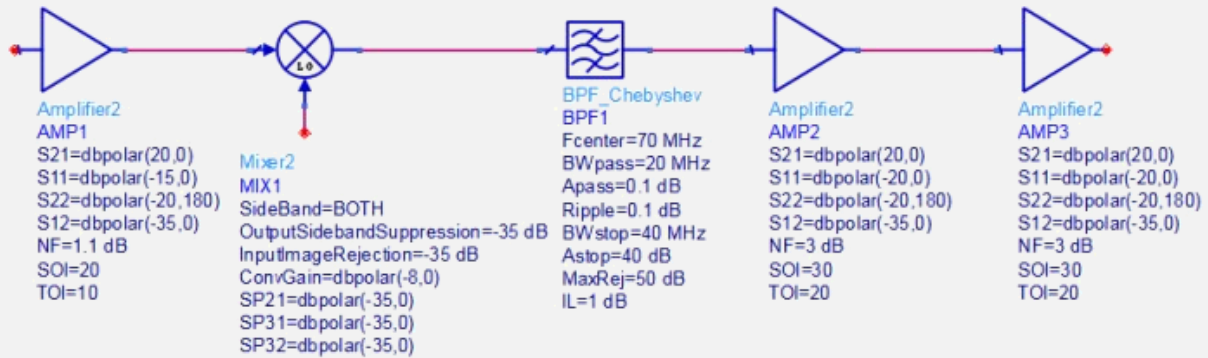 LO
Amplifier2
AMP1
S21=dbpolar(20,0)
S11=dbpolar(-15,0)
S22=dbpolar(-20,180)
S12=dbpolar(-35,0)
NF=1.1 dB
SOI=20
TOI=10
Mixer2
MIX1
SideBand=BOTH
OutputSidebandSuppression=-35 dB
InputImageRejection=-35 dB
ConvGain=dbpolar(-8,0)
SP21=dbpolar(-35,0)
SP31=dbpolar(-35,0)
SP32=dbpolar(-35,0)
BPF_Chebyshev
BPF1
Fcenter=70 MHz
BWpass=20 MHz
Apass=0.1 dB
Ripple=0.1 dB
BWstop=40 MHz
Astop=40 dB
MaxRej=50 dB
IL=1 dB
Amplifier2
AMP2
S21=dbpolar(20,0)
S11=dbpolar(-20,0)
S22=dbpolar(-20,180)
S12=dbpolar(-35,0)
NF=3 dB
SOI=30
TOI=20
Amplifier2
AMP3
S21=dbpolar(20,0)
S11=dbpolar(-20,0)
S22=dbpolar(-20,180)
S12=dbpolar(-35,0)
NF=3 dB
SOI=30
TOI=20